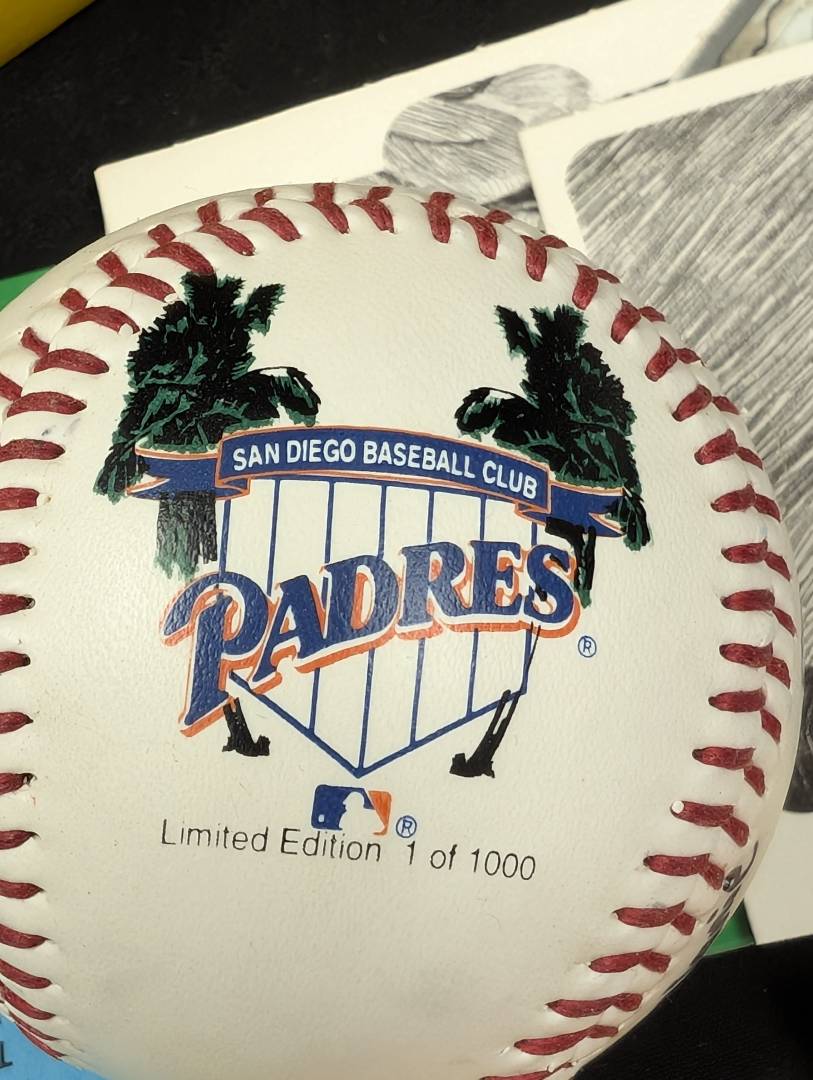 SAN DIEGO BASEBALL CLUB
PADRES
®
®
Limited Edition 1 of 1000